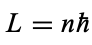 L = nħ